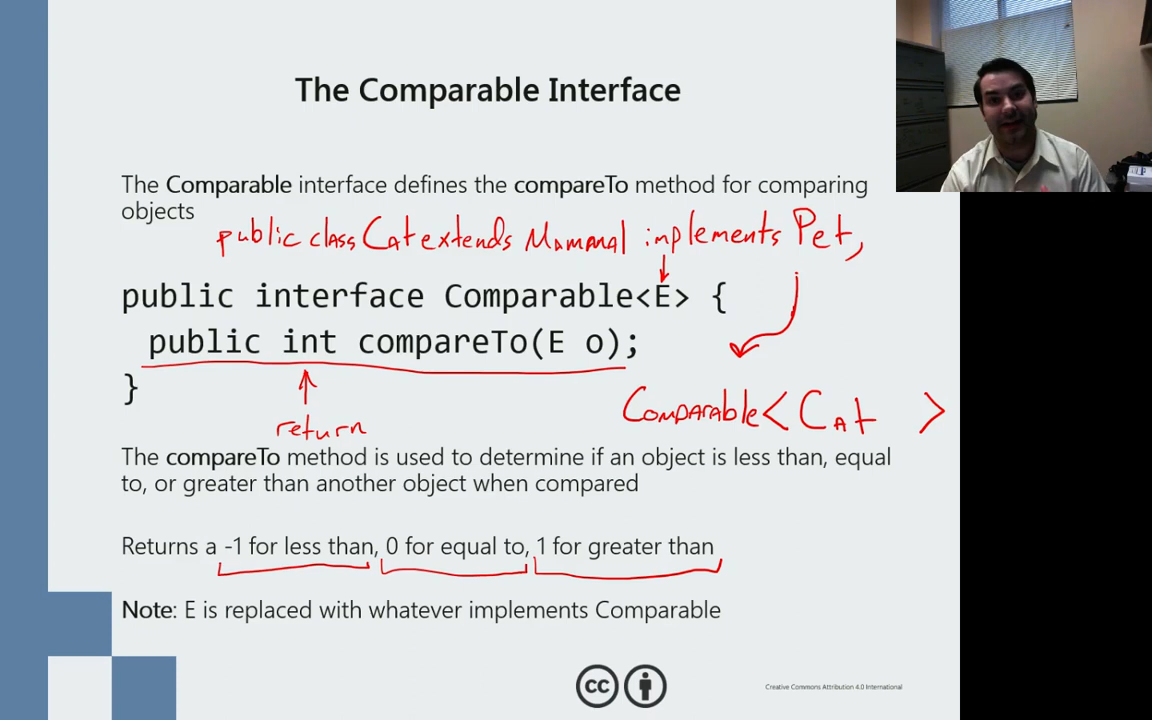 The Comparable Interface
The Comparable interface defines the compareTo method for comparing
objects
public class Cat extends Mammal implements Pet,
public interface Comparable<E> {
public int compareTo(E o);
}
Comparable<Cat >
return
The compareTo method is used to determine if an object is less than, equal
to, or greater than another object when compared
Returns a -1 for less than, 0 for equal to, 1 for greater than
Note: E is replaced with whatever implements Comparable
cc
Creative Commons Attribution 4.0 International